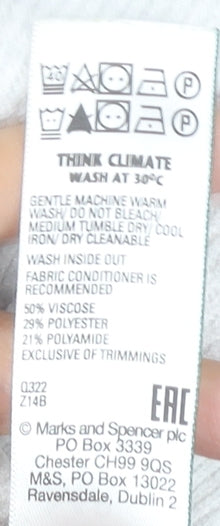 40 P
P
THINK CLIMATE
WASH AT 30°C
GENTLE MACHINE WARM
WASH/ DO NOT BLEACH/
MEDIUM TUMBLE DRY/ COOL
IRON/ DRY CLEANABLE
WASH INSIDE OUT
FABRIC CONDITIONER IS
RECOMMENDED
50% VISCOSE
29% POLYESTER
21% POLYAMIDE
EXCLUSIVE OF TRIMMINGS
Q322
Z14B
EAC
© Marks and Spencer plc
PO Box 3339
Chester CH99 9QS
M&S, PO Box 13022
Ravensdale, Dublin 2